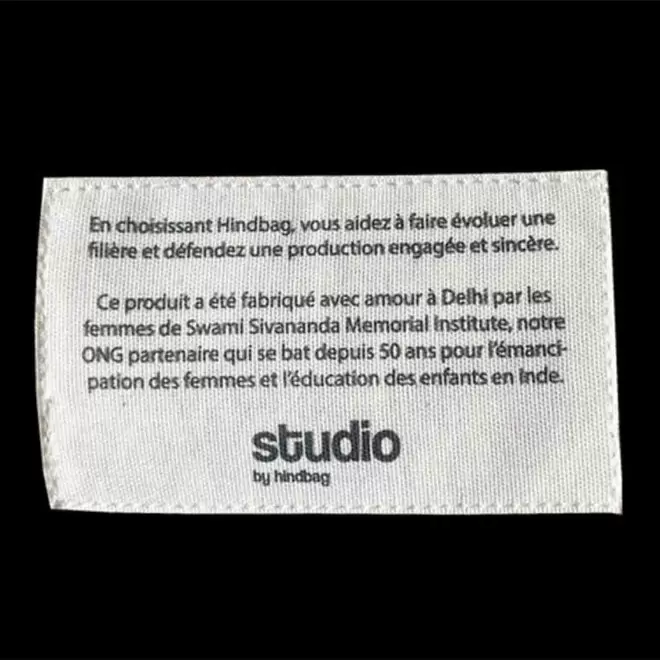 En choisissant Hindbag, vous aidez à faire évoluer une
filière et défendez une production engagée et sincère.
Ce produit a été fabriqué avec amour à Delhi par les
femmes de Swami Sivananda Memorial Institute, notre
ONG partenaire qui se bat depuis 50 ans pour l'émanci-
pation des femmes et l'éducation des enfants en Inde.
studio
by hindbag